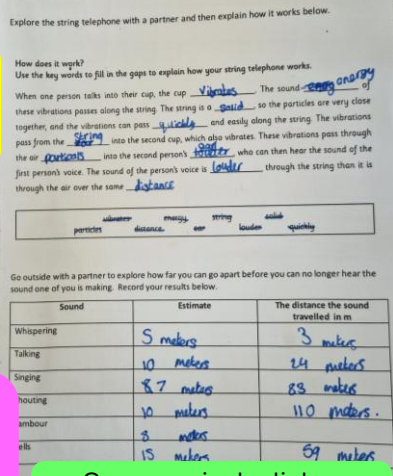 Explore the string telephone with a partner and then explain how it works below.
How does it work?
Use the key words to fill in the gaps to explain how your string telephone works.
When one person talks into their cup, the cup vibrates. The sound energy of
these vibrations passes along the string. The string is a solid, so the particles are very close
together, and the vibrations can pass quickly and easily along the string. The vibrations
pass from the string into the second cup, which also vibrates. These vibrations pass through
the air particals into the second person's ear who can then hear the sound of the
first person's voice. The sound of the person's voice is louder through the string than it is
through the air over the same distance
vibrates energy string solid
particles distance ear louder quickly
Go outside with a partner to explore how far you can go apart before you can no longer hear the
sound one of you is making. Record your results below.
Sound Estimate The distance the sound
travelled in m
Whispering 5 meters 3 meters
Talking 10 meters 24 meters
Singing 87 meters 83 meters
houting 10 meters 110 meters.
ambour 8 meters
ells 15 meters 59 meters